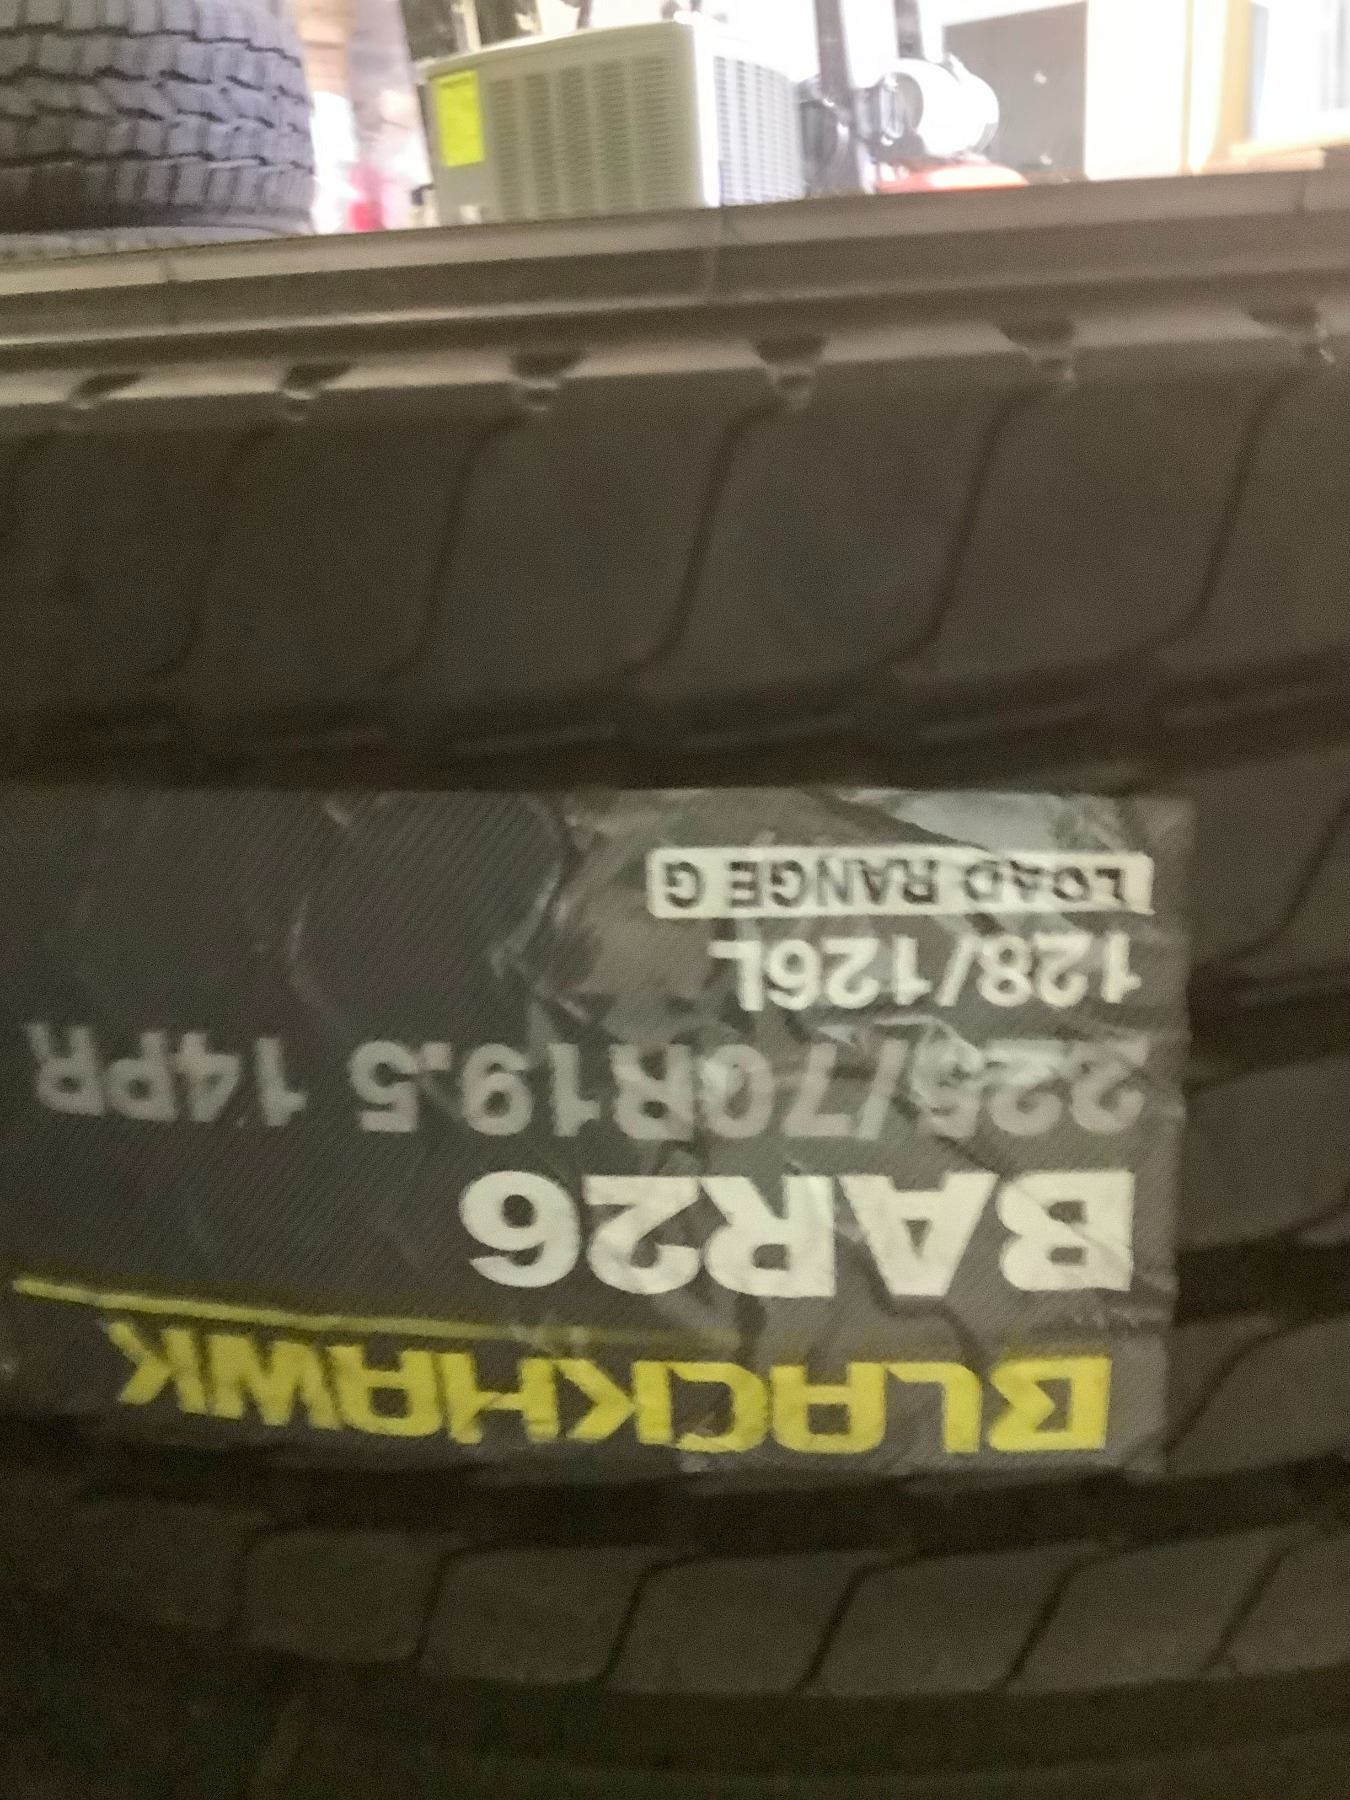 BLACKHAWK
BAR26
225/70R19.5 14PR
128/126L
LOAD RANGE G